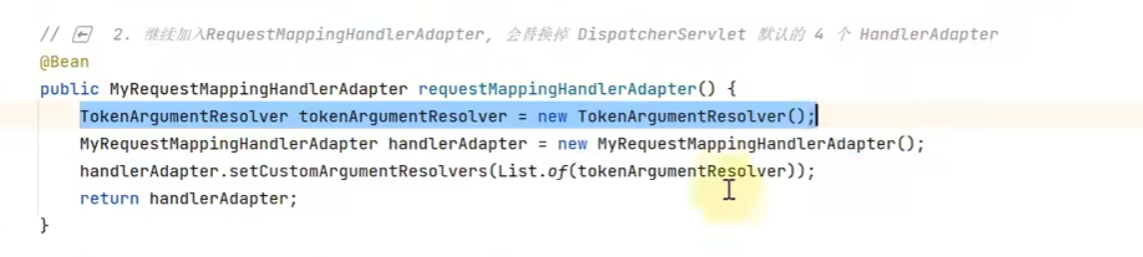 // 2. 继续加入RequestMappingHandlerAdapter, 会替换掉 DispatcherServlet 默认的 4 个 HandlerAdapter
@Bean
public MyRequestMappingHandlerAdapter requestMappingHandlerAdapter() {
TokenArgumentResolver tokenArgumentResolver = new TokenArgumentResolver();
MyRequestMappingHandlerAdapter handlerAdapter = new MyRequestMappingHandlerAdapter();
handlerAdapter.setCustomArgumentResolvers(List.of(tokenArgumentResolver));
return handlerAdapter;
}